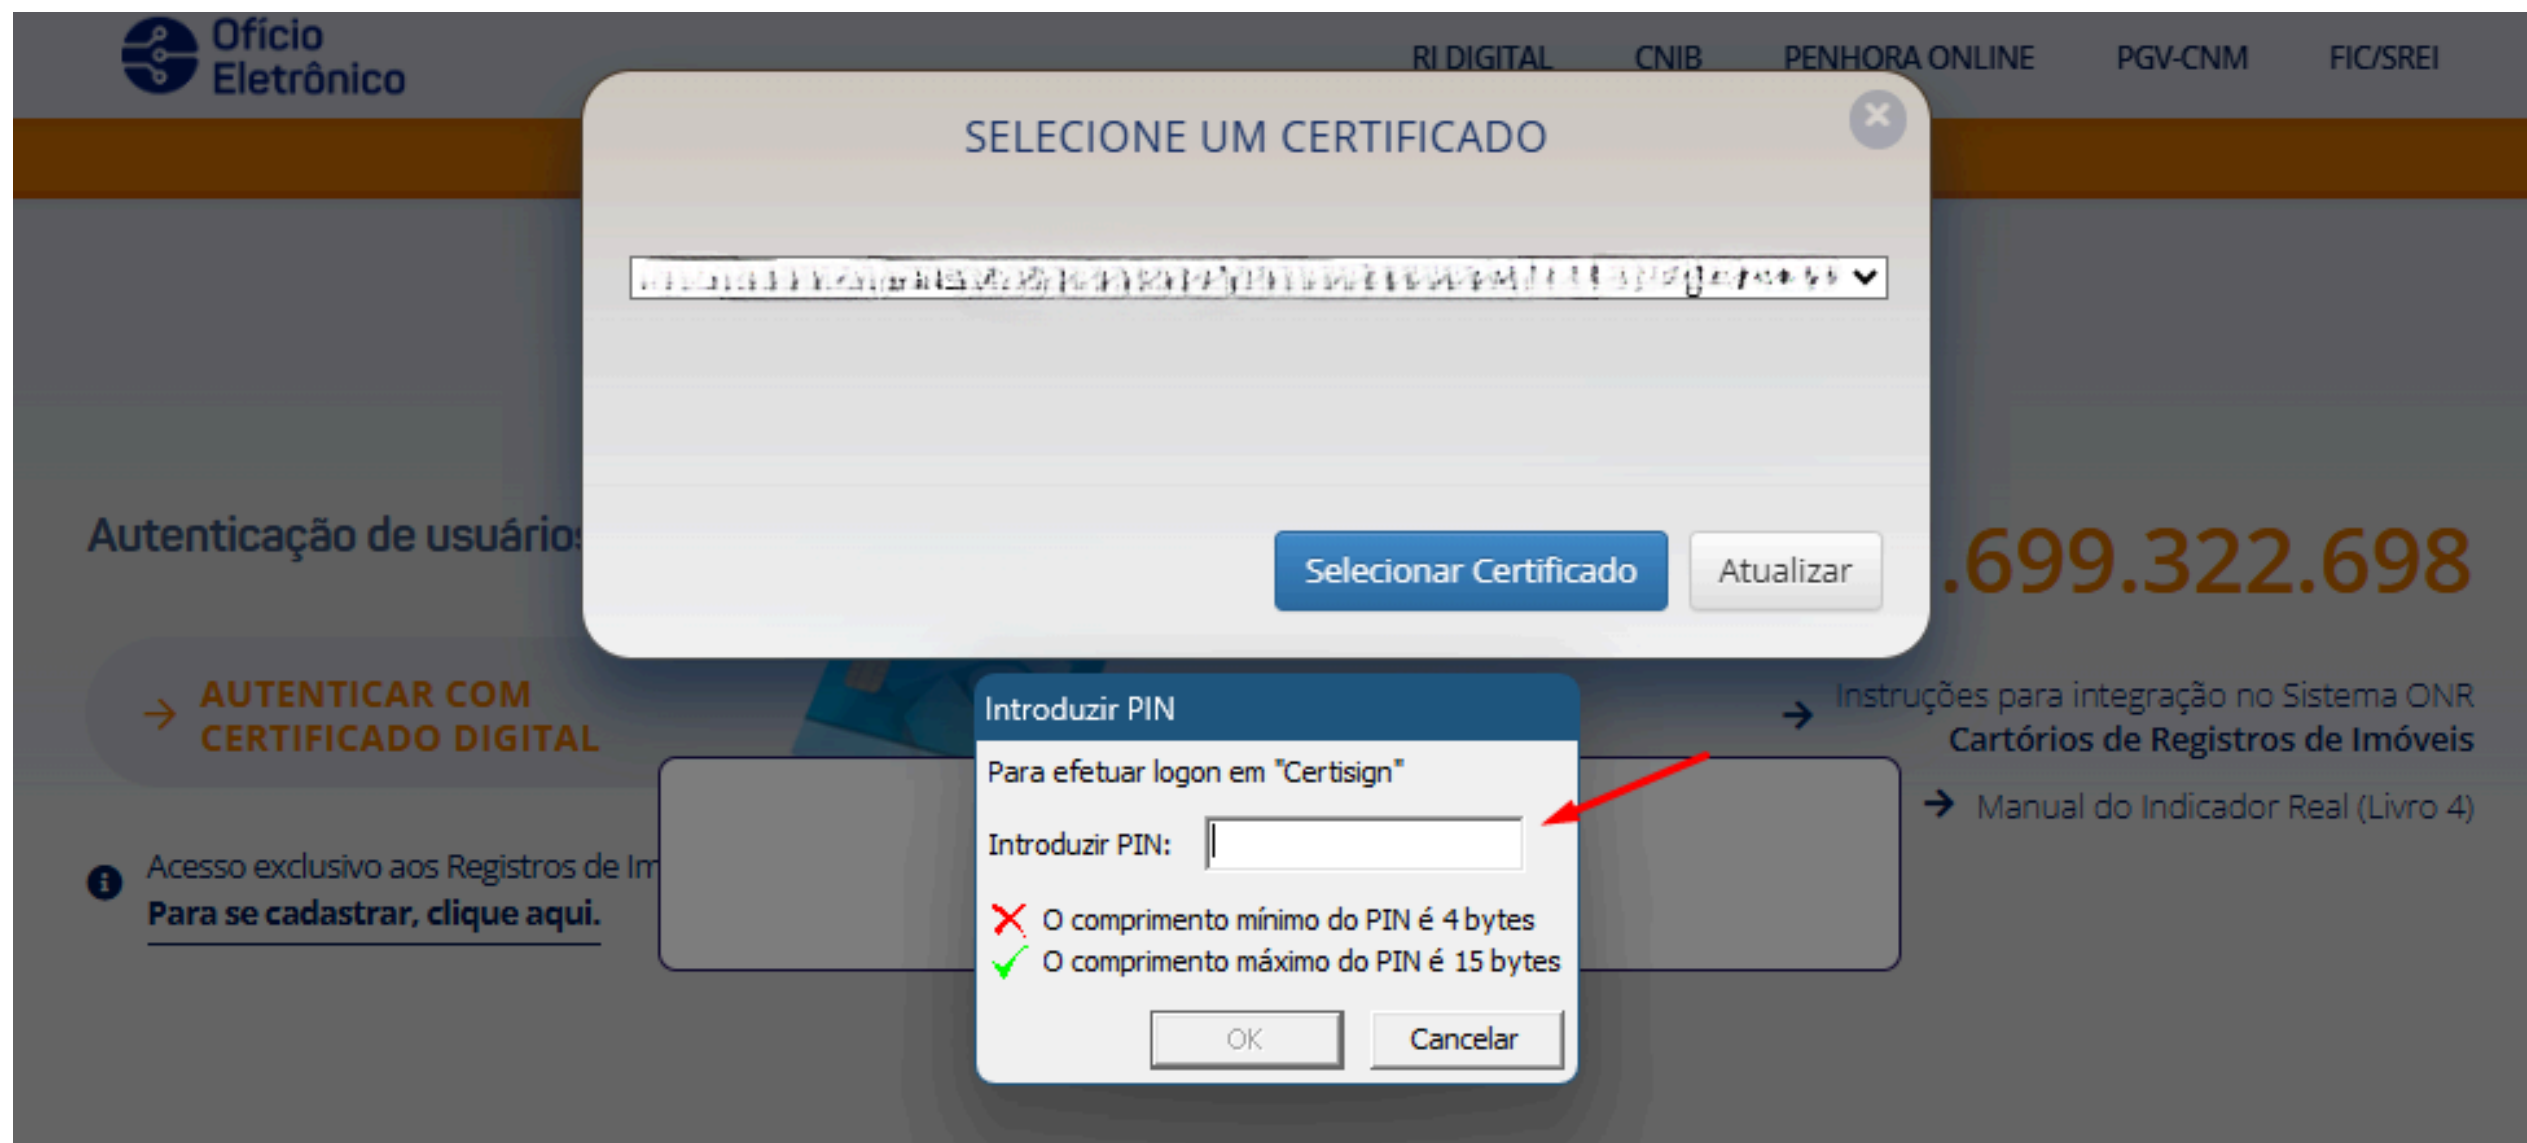 Ofício
Eletrônico
RI DIGITAL
CNIB
PENHORA ONLINE
PGV-CNM
FIC/SREI
SELECIONE UM CERTIFICADO
Selecionar Certificado
Atualizar
Autenticação de usuários
.699.322.698
AUTENTICAR COM
CERTIFICADO DIGITAL
Instruções para integração no Sistema ONR
Cartórios de Registros de Imóveis
Manual do Indicador Real (Livro 4)
Acesso exclusivo aos Registros de Im
Para se cadastrar, clique aqui.
Introduzir PIN
Para efetuar logon em "Certisign"
Introduzir PIN:
O comprimento mínimo do PIN é 4 bytes
O comprimento máximo do PIN é 15 bytes
OK
Cancelar